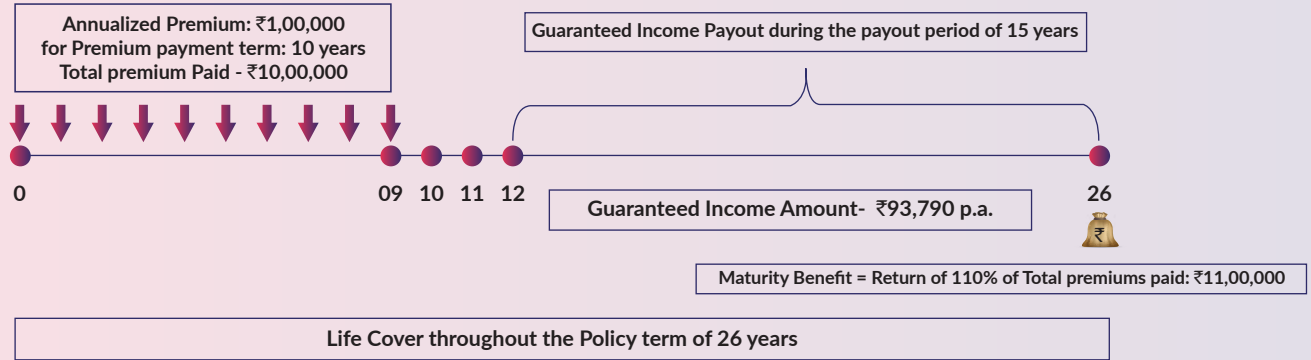 Annualized Premium: ₹1,00,000
for Premium payment term: 10 years
Total premium Paid - ₹10,00,000
Guaranteed Income Payout during the payout period of 15 years
0
09
10
11
12
26
Guaranteed Income Amount- ₹93,790 p.a.
₹
Maturity Benefit = Return of 110% of Total premiums paid: ₹11,00,000
Life Cover throughout the Policy term of 26 years